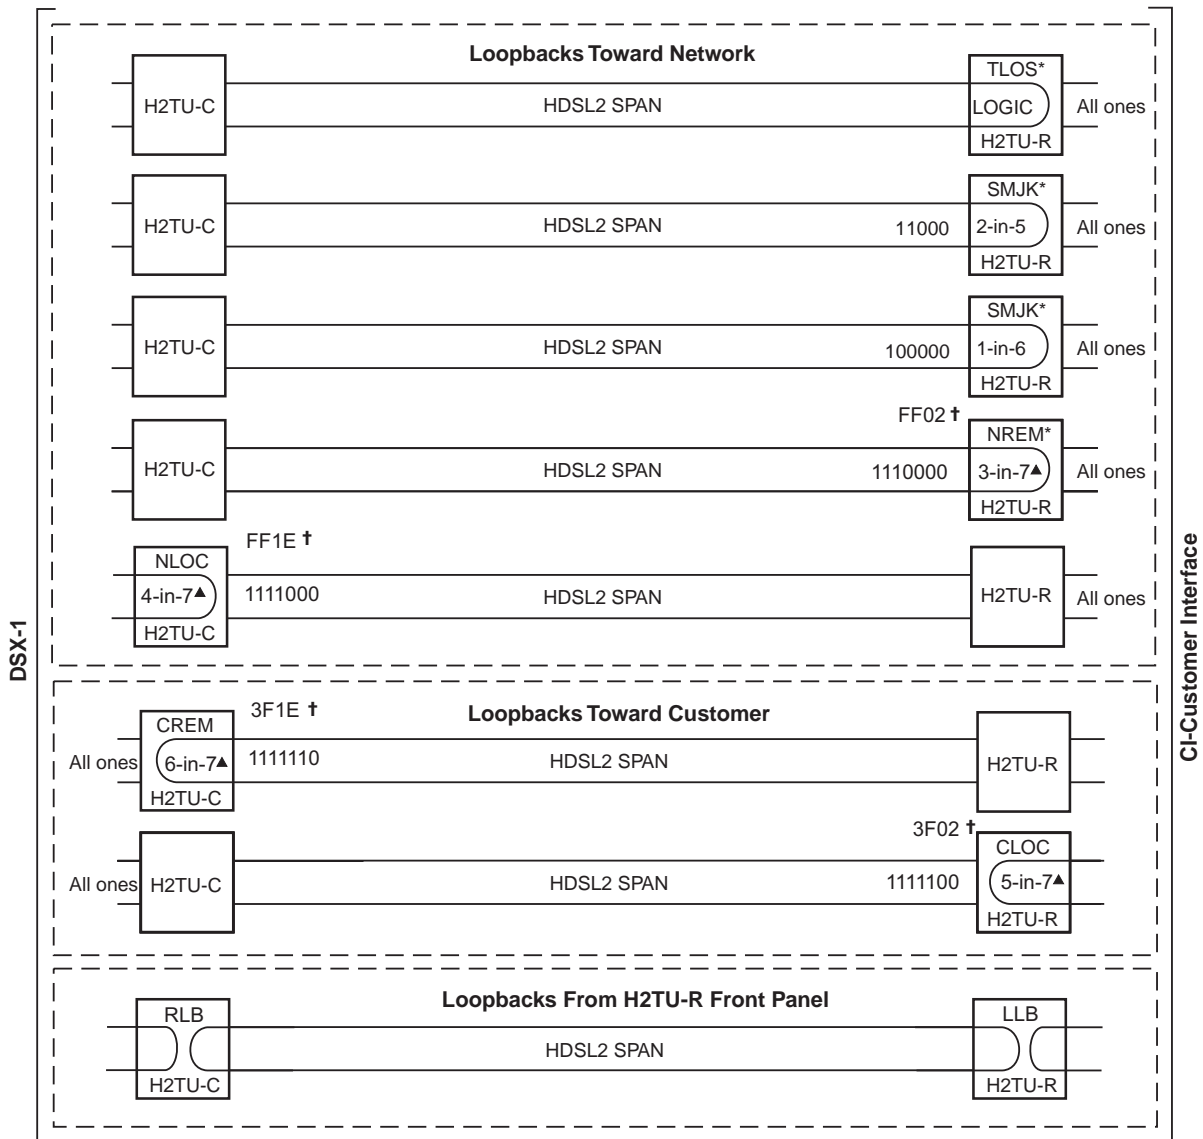 Loopbacks Toward Network
TLOS*
H2TU-C
HDSL2 SPAN
LOGIC
All ones
H2TU-R
SMJK*
H2TU-C
HDSL2 SPAN
11000
2-in-5
All ones
H2TU-R
SMJK*
H2TU-C
HDSL2 SPAN
100000
1-in-6
All ones
H2TU-R
FF02 †
NREM*
H2TU-C
HDSL2 SPAN
1110000
3-in-7▲
All ones
H2TU-R
FF1E †
NLOC
4-in-7▲
1111000
HDSL2 SPAN
H2TU-R
All ones
H2TU-C
DSX-1
CI-Customer Interface
3F1E †
Loopbacks Toward Customer
CREM
All ones
6-in-7▲
1111110
HDSL2 SPAN
H2TU-R
H2TU-C
3F02 †
CLOC
All ones
H2TU-C
HDSL2 SPAN
1111100
5-in-7▲
H2TU-R
Loopbacks From H2TU-R Front Panel
RLB
LLB
HDSL2 SPAN
H2TU-C
H2TU-R